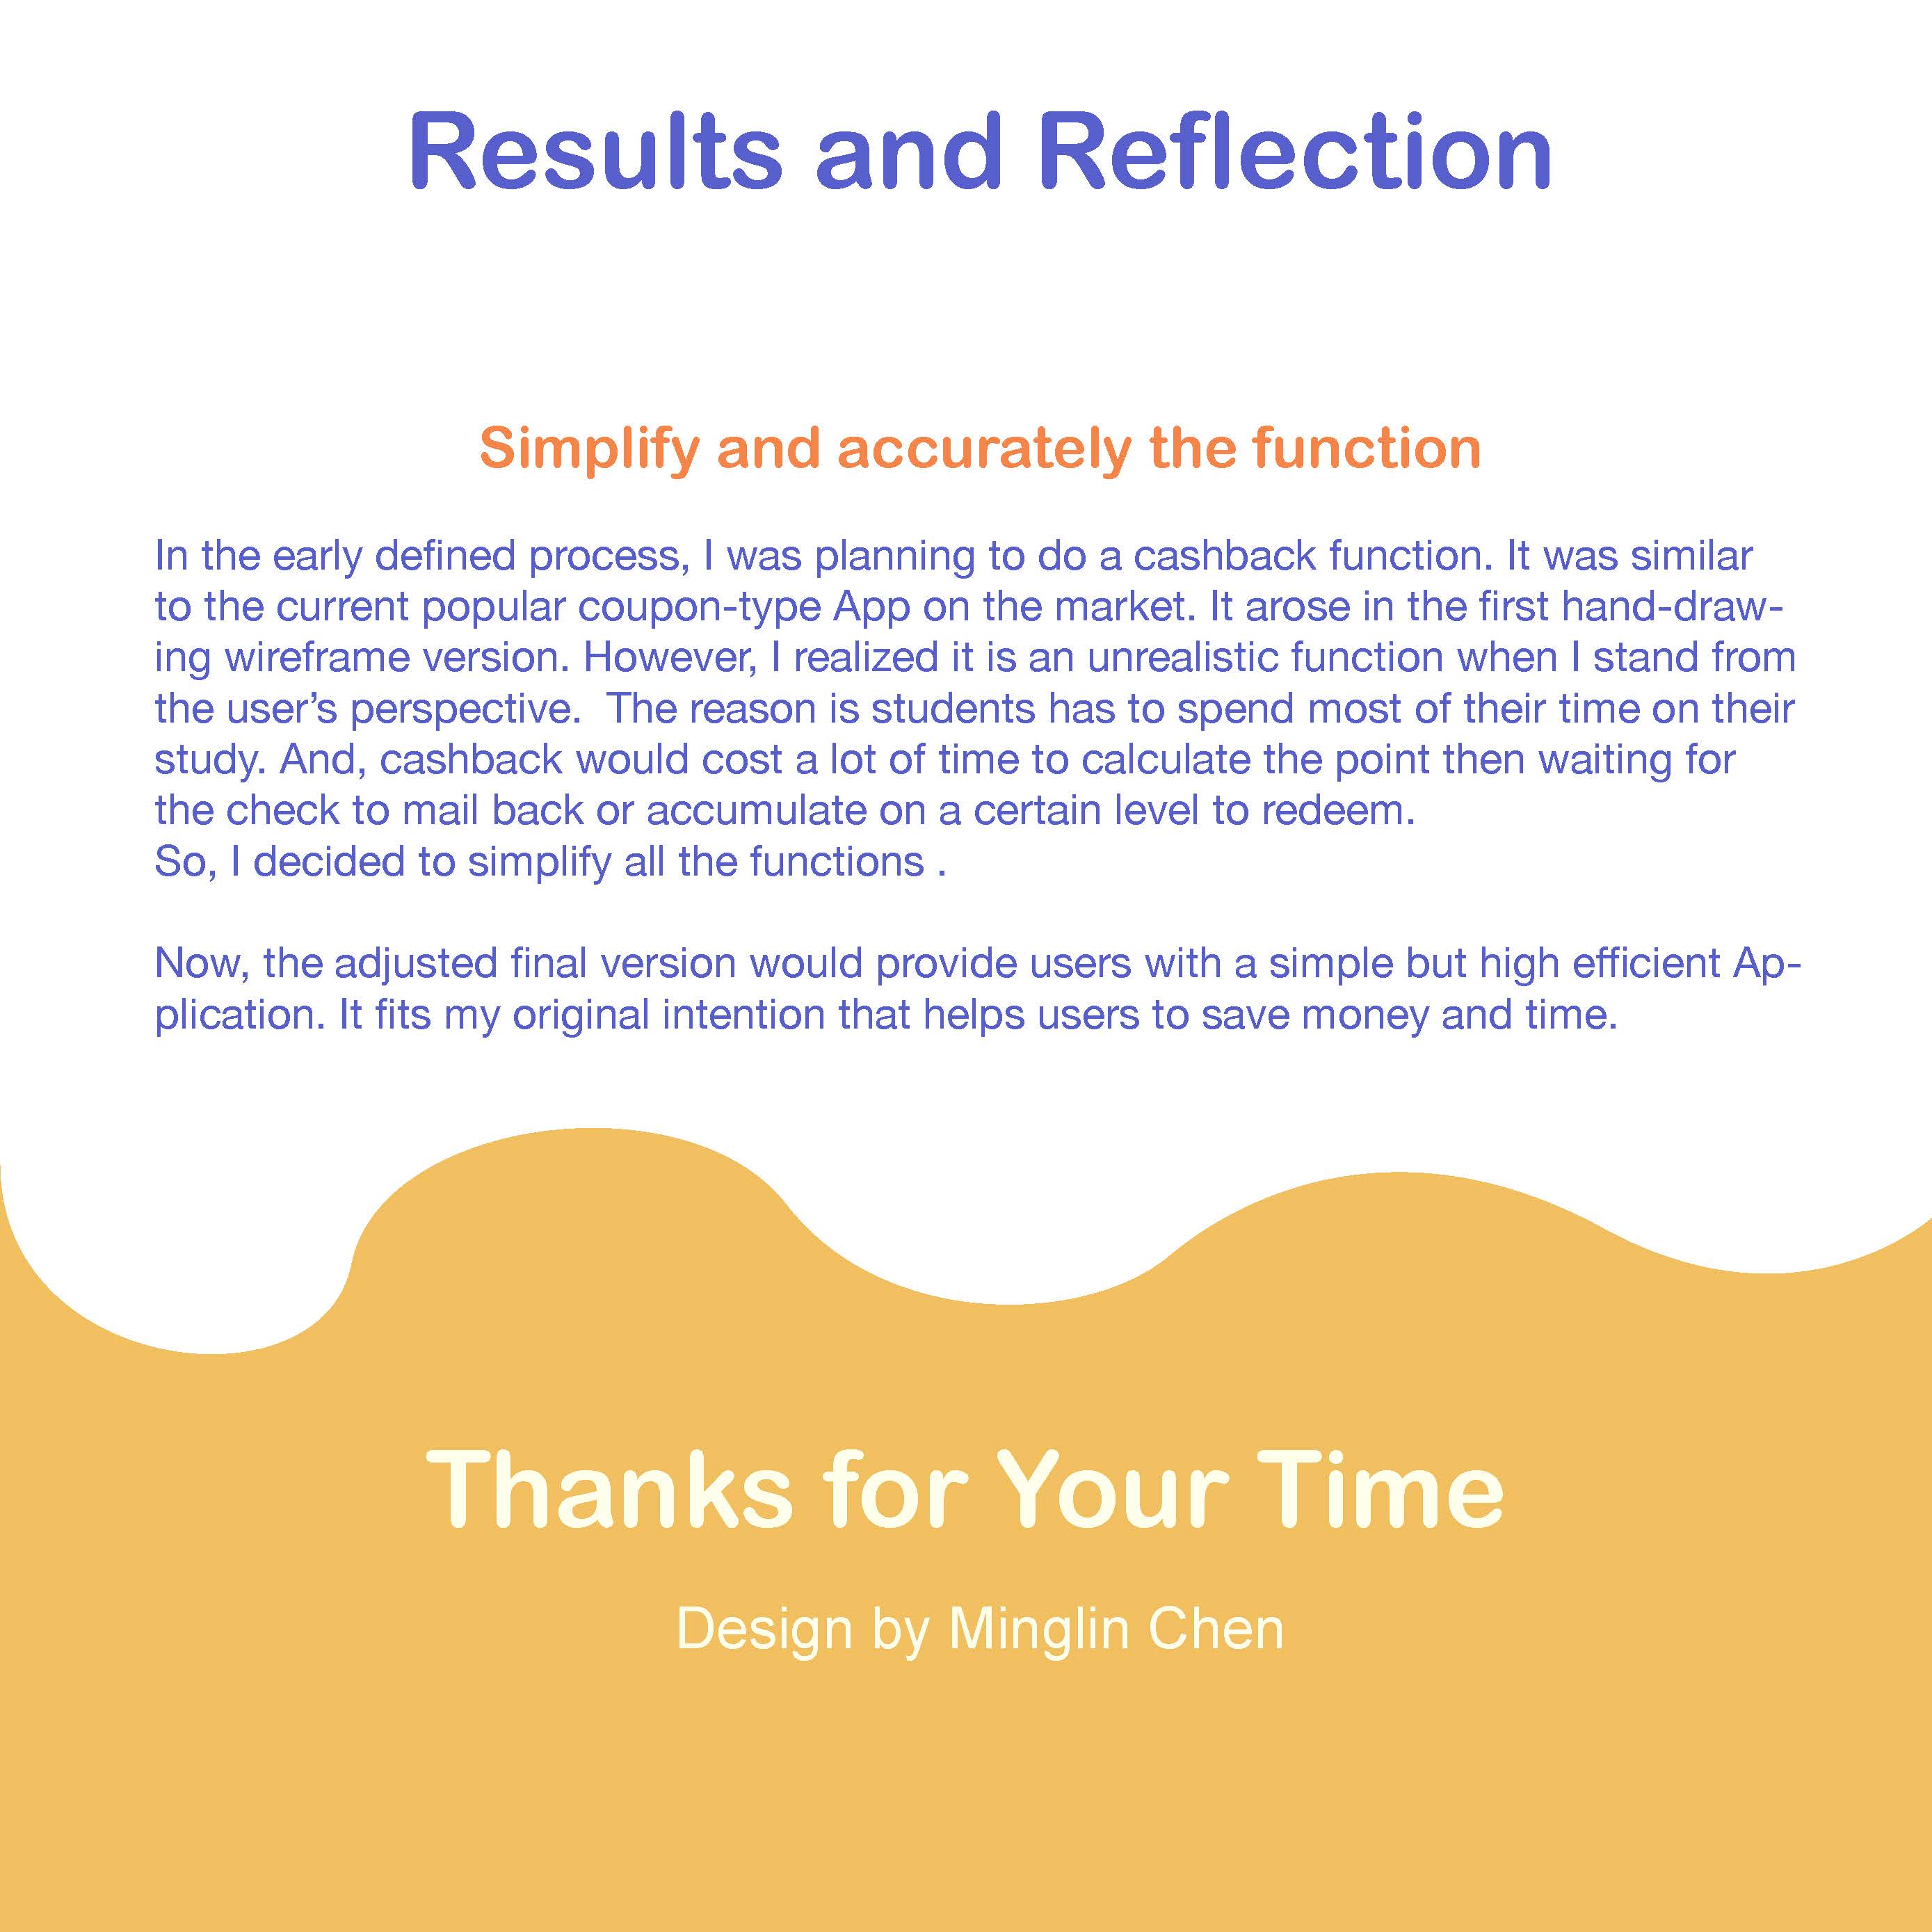 Results and Reflection
Simplify and accurately the function
In the early defined process, I was planning to do a cashback function. It was similar
to the current popular coupon-type App on the market. It arose in the first hand-draw-
ing wireframe version. However, I realized it is an unrealistic function when I stand from
the user’s perspective.  The reason is students has to spend most of their time on their
study. And, cashback would cost a lot of time to calculate the point then waiting for
the check to mail back or accumulate on a certain level to redeem.
So, I decided to simplify all the functions .
Now, the adjusted final version would provide users with a simple but high efficient Ap-
plication. It fits my original intention that helps users to save money and time.
Thanks for Your Time
Design by Minglin Chen